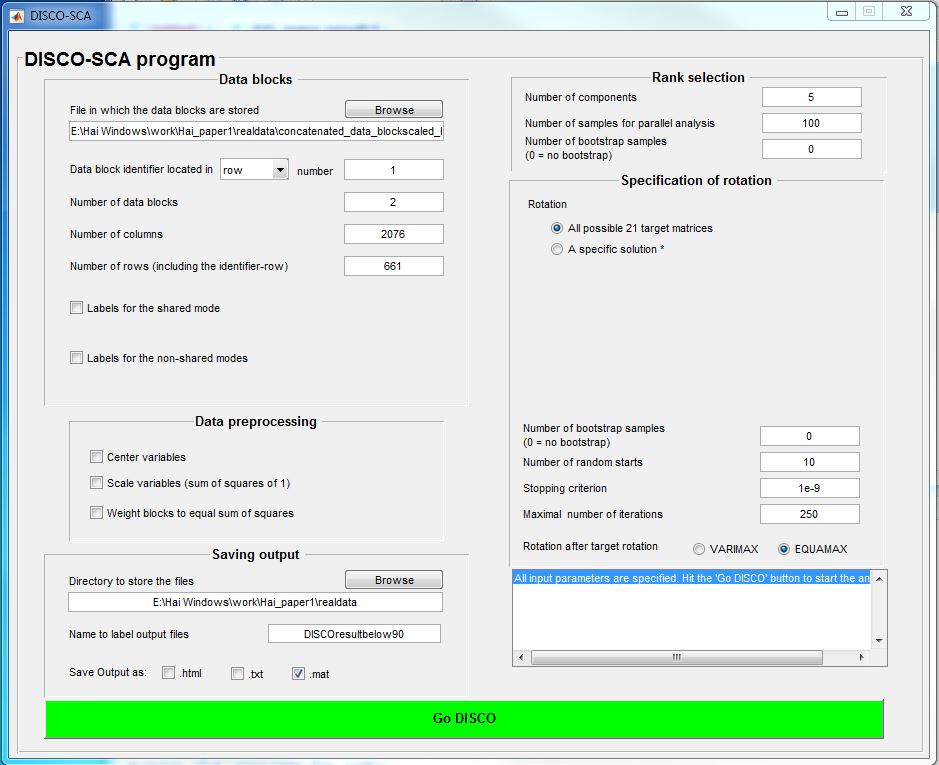 DISCO-SCA
DISCO-SCA program
Data blocks
File in which the data blocks are stored
Browse
E:\Hai Windows\work\Hai_paper1\realdata\concatenated_data_blockscaled_
Data block identifier located in row number 1
Number of data blocks 2
Number of columns 2076
Number of rows (including the identifier-row) 661
Labels for the shared mode
Labels for the non-shared modes
Data preprocessing
Center variables
Scale variables (sum of squares of 1)
Weight blocks to equal sum of squares
Saving output
Directory to store the files
Browse
E:\Hai Windows\work\Hai_paper1\realdata
Name to label output files DISCOresultbelow90
Save Output as: .html .txt .mat
Rank selection
Number of components 5
Number of samples for parallel analysis 100
Number of bootstrap samples
(0 = no bootstrap) 0
Specification of rotation
Rotation
All possible 21 target matrices
A specific solution *
Number of bootstrap samples
(0 = no bootstrap) 0
Number of random starts 10
Stopping criterion 1e-9
Maximal number of iterations 250
Rotation after target rotation VARIMAX EQUAMAX
All input parameters are specified. Hit the 'Go DISCO' button to start the an
Go DISCO